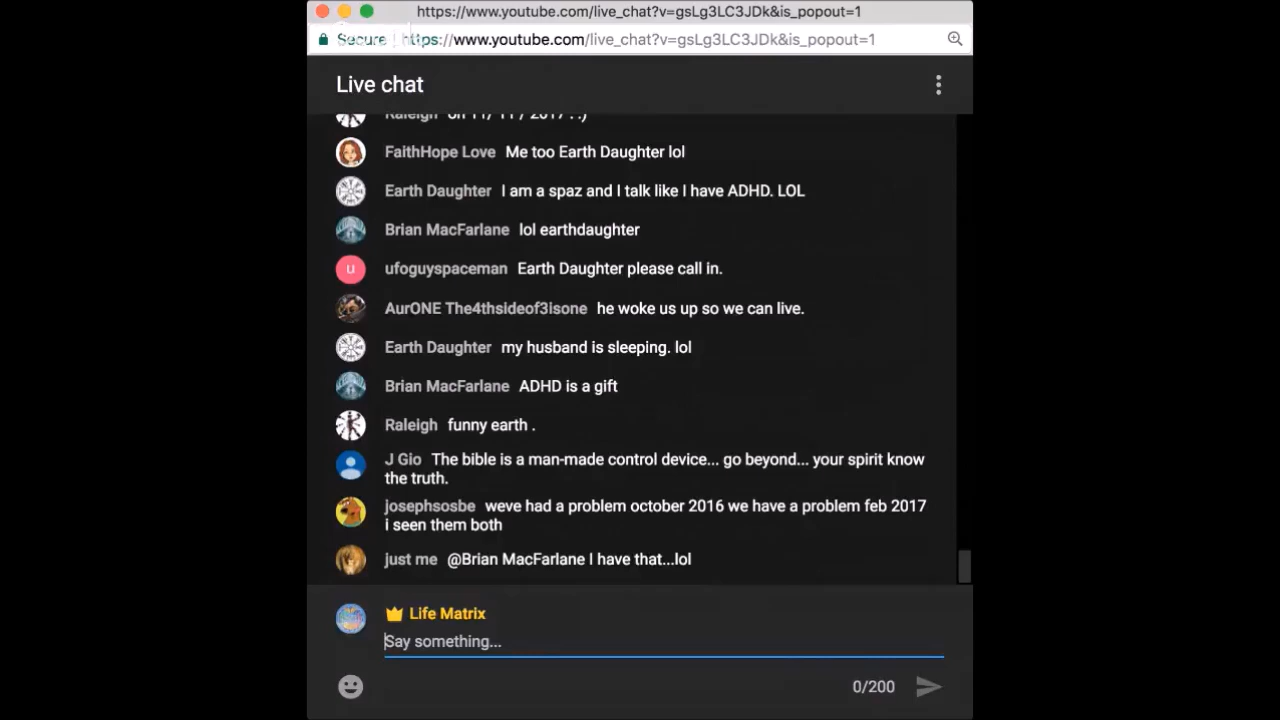 https://www.youtube.com/live_chat?v=gsLg3LC3JDk&is_popout=1
Secure https://www.youtube.com/live_chat?v=gsLg3LC3JDk&is_popout=1
Live chat
Raleigh on 11/ 11 / 2017 . :)
FaithHope Love Me too Earth Daughter lol
Earth Daughter I am a spaz and I talk like I have ADHD. LOL
Brian MacFarlane lol earthdaughter
U ufoguyspaceman Earth Daughter please call in.
AurONE The4thsideof3isone he woke us up so we can live.
Earth Daughter my husband is sleeping. lol
Brian MacFarlane ADHD is a gift
Raleigh funny earth .
J Gio The bible is a man-made control device... go beyond... your spirit know
the truth.
josephsosbe weve had a problem october 2016 we have a problem feb 2017
i seen them both
just me @Brian MacFarlane I have that...lol
Life Matrix
Say something...
0/200